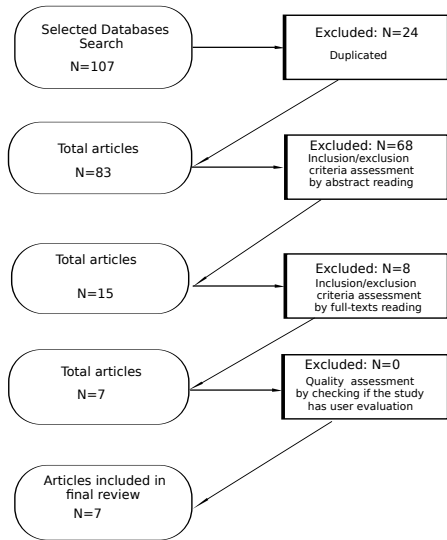 Selected Databases
Search
N=107
Excluded: N=24
Duplicated
Total articles
N=83
Excluded: N=68
Inclusion/exclusion
criteria assessment
by abstract reading
Total articles
N=15
Excluded: N=8
Inclusion/exclusion
criteria assessment
by full-texts reading
Total articles
N=7
Excluded: N=0
Quality assessment
by checking if the study
has user evaluation
Articles included in
final review
N=7